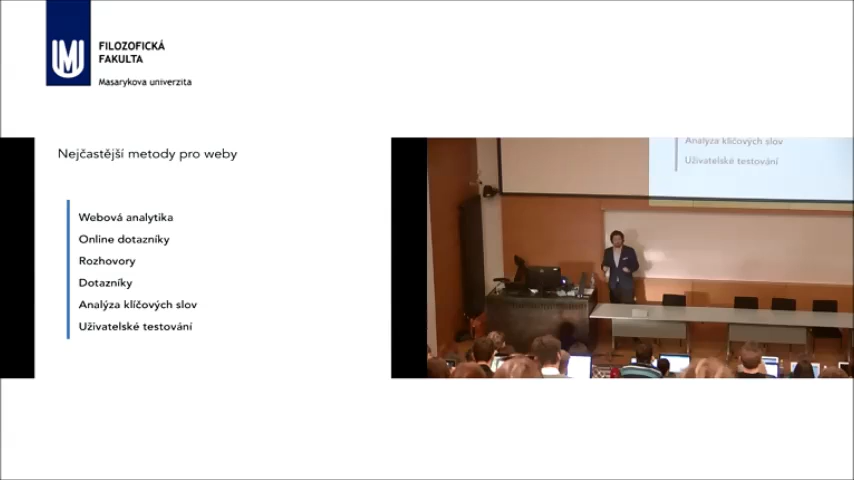 FILOZOFICKÁ
FAKULTA
Masarykova univerzita
Nejčastější metody pro weby
Webová analytika
Online dotazníky
Rozhovory
Dotazníky
Analýza klíčových slov
Uživatelské testování
Analýza klíčových slov
Uživatelské testování